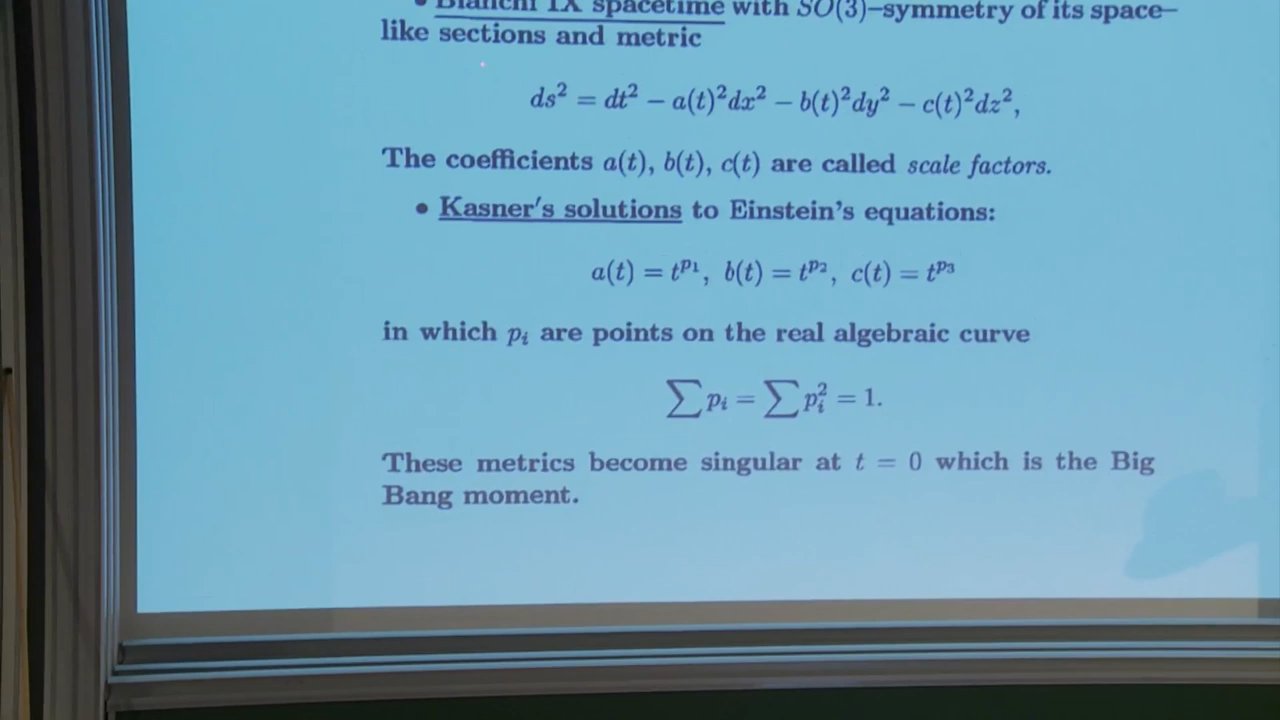 • Bianchi IX spacetime with SO(3)–symmetry of its space–
like sections and metric
ds² = dt² − a(t)²dx² − b(t)²dy² − c(t)²dz²,
The coefficients a(t), b(t), c(t) are called scale factors.
• Kasner's solutions to Einstein's equations:
a(t) = t^{p₁}, b(t) = t^{p₂}, c(t) = t^{p₃}
in which pᵢ are points on the real algebraic curve
∑pᵢ = ∑pᵢ² = 1.
These metrics become singular at t = 0 which is the Big
Bang moment.